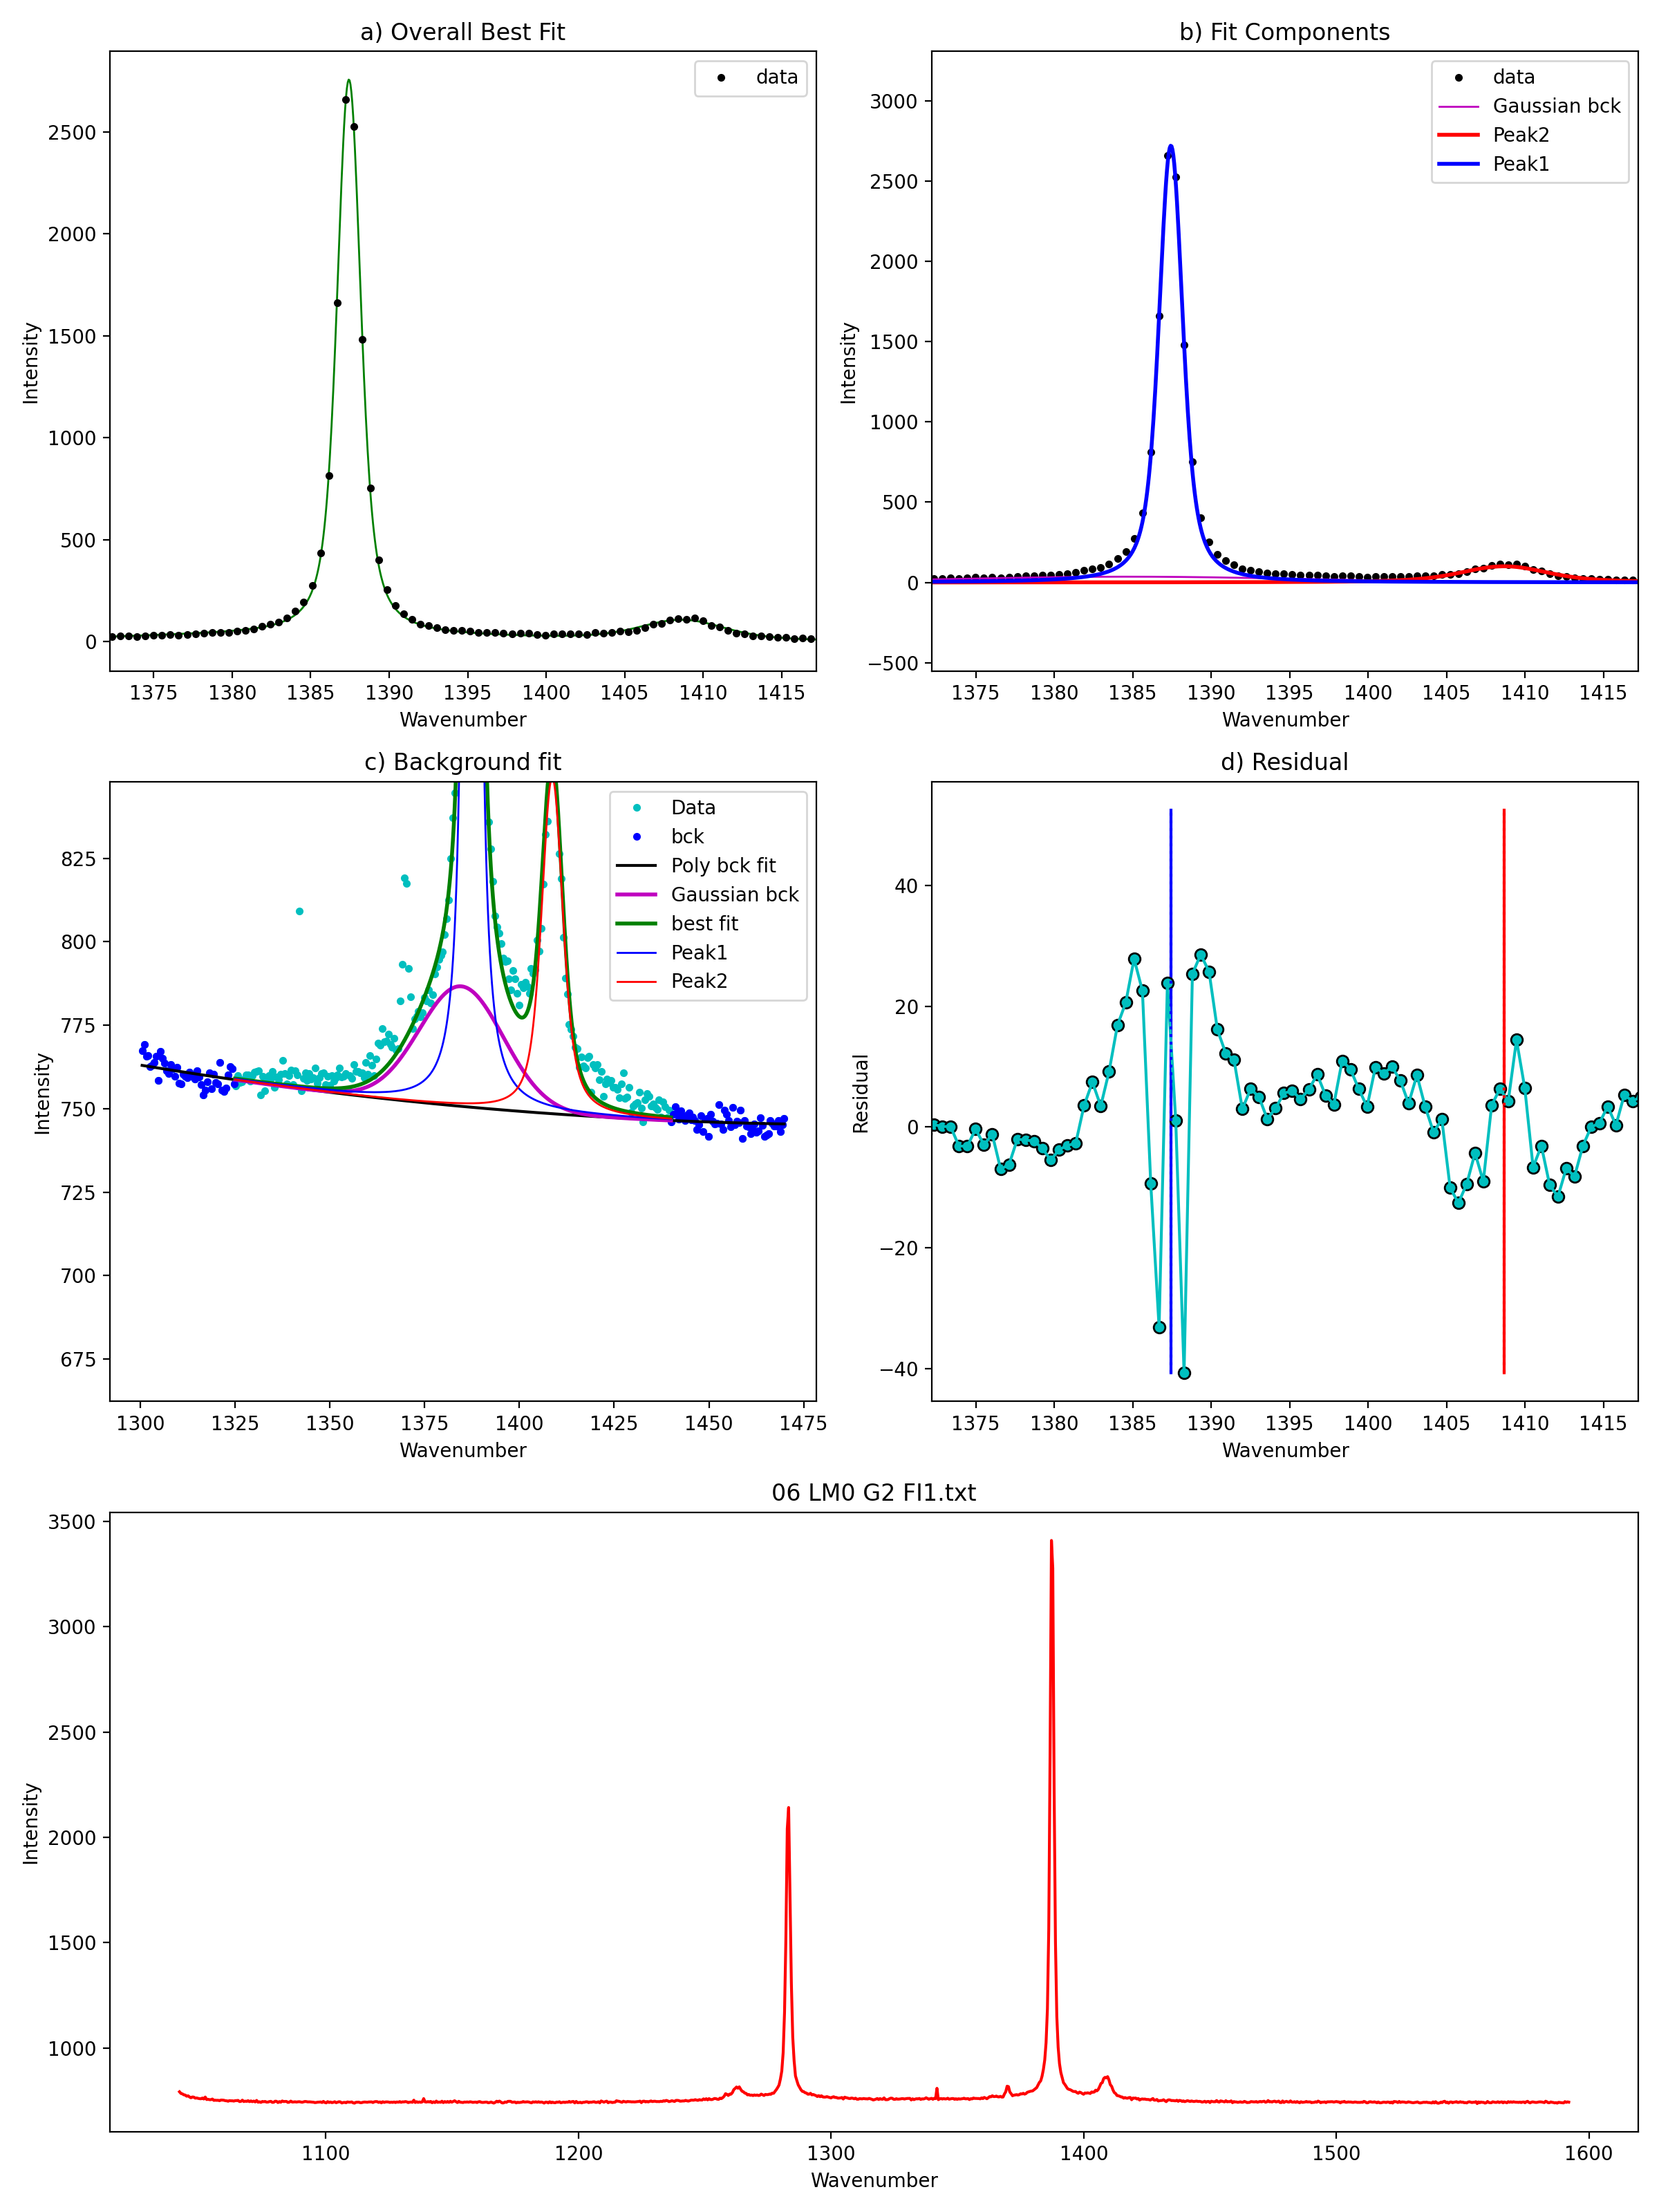 a) Overall Best Fit
data
2500
2000
1500
1000
500
0
Intensity
1375 1380 1385 1390 1395 1400 1405 1410 1415
Wavenumber
b) Fit Components
data
Gaussian bck
Peak2
Peak1
3000
2500
2000
1500
1000
500
0
−500
Intensity
1375 1380 1385 1390 1395 1400 1405 1410 1415
Wavenumber
c) Background fit
Data
bck
Poly bck fit
Gaussian bck
best fit
Peak1
Peak2
825
800
775
750
725
700
675
Intensity
1300 1325 1350 1375 1400 1425 1450 1475
Wavenumber
d) Residual
40
20
0
−20
−40
Residual
1375 1380 1385 1390 1395 1400 1405 1410 1415
Wavenumber
06 LM0 G2 FI1.txt
3500
3000
2500
2000
1500
1000
Intensity
1100 1200 1300 1400 1500 1600
Wavenumber